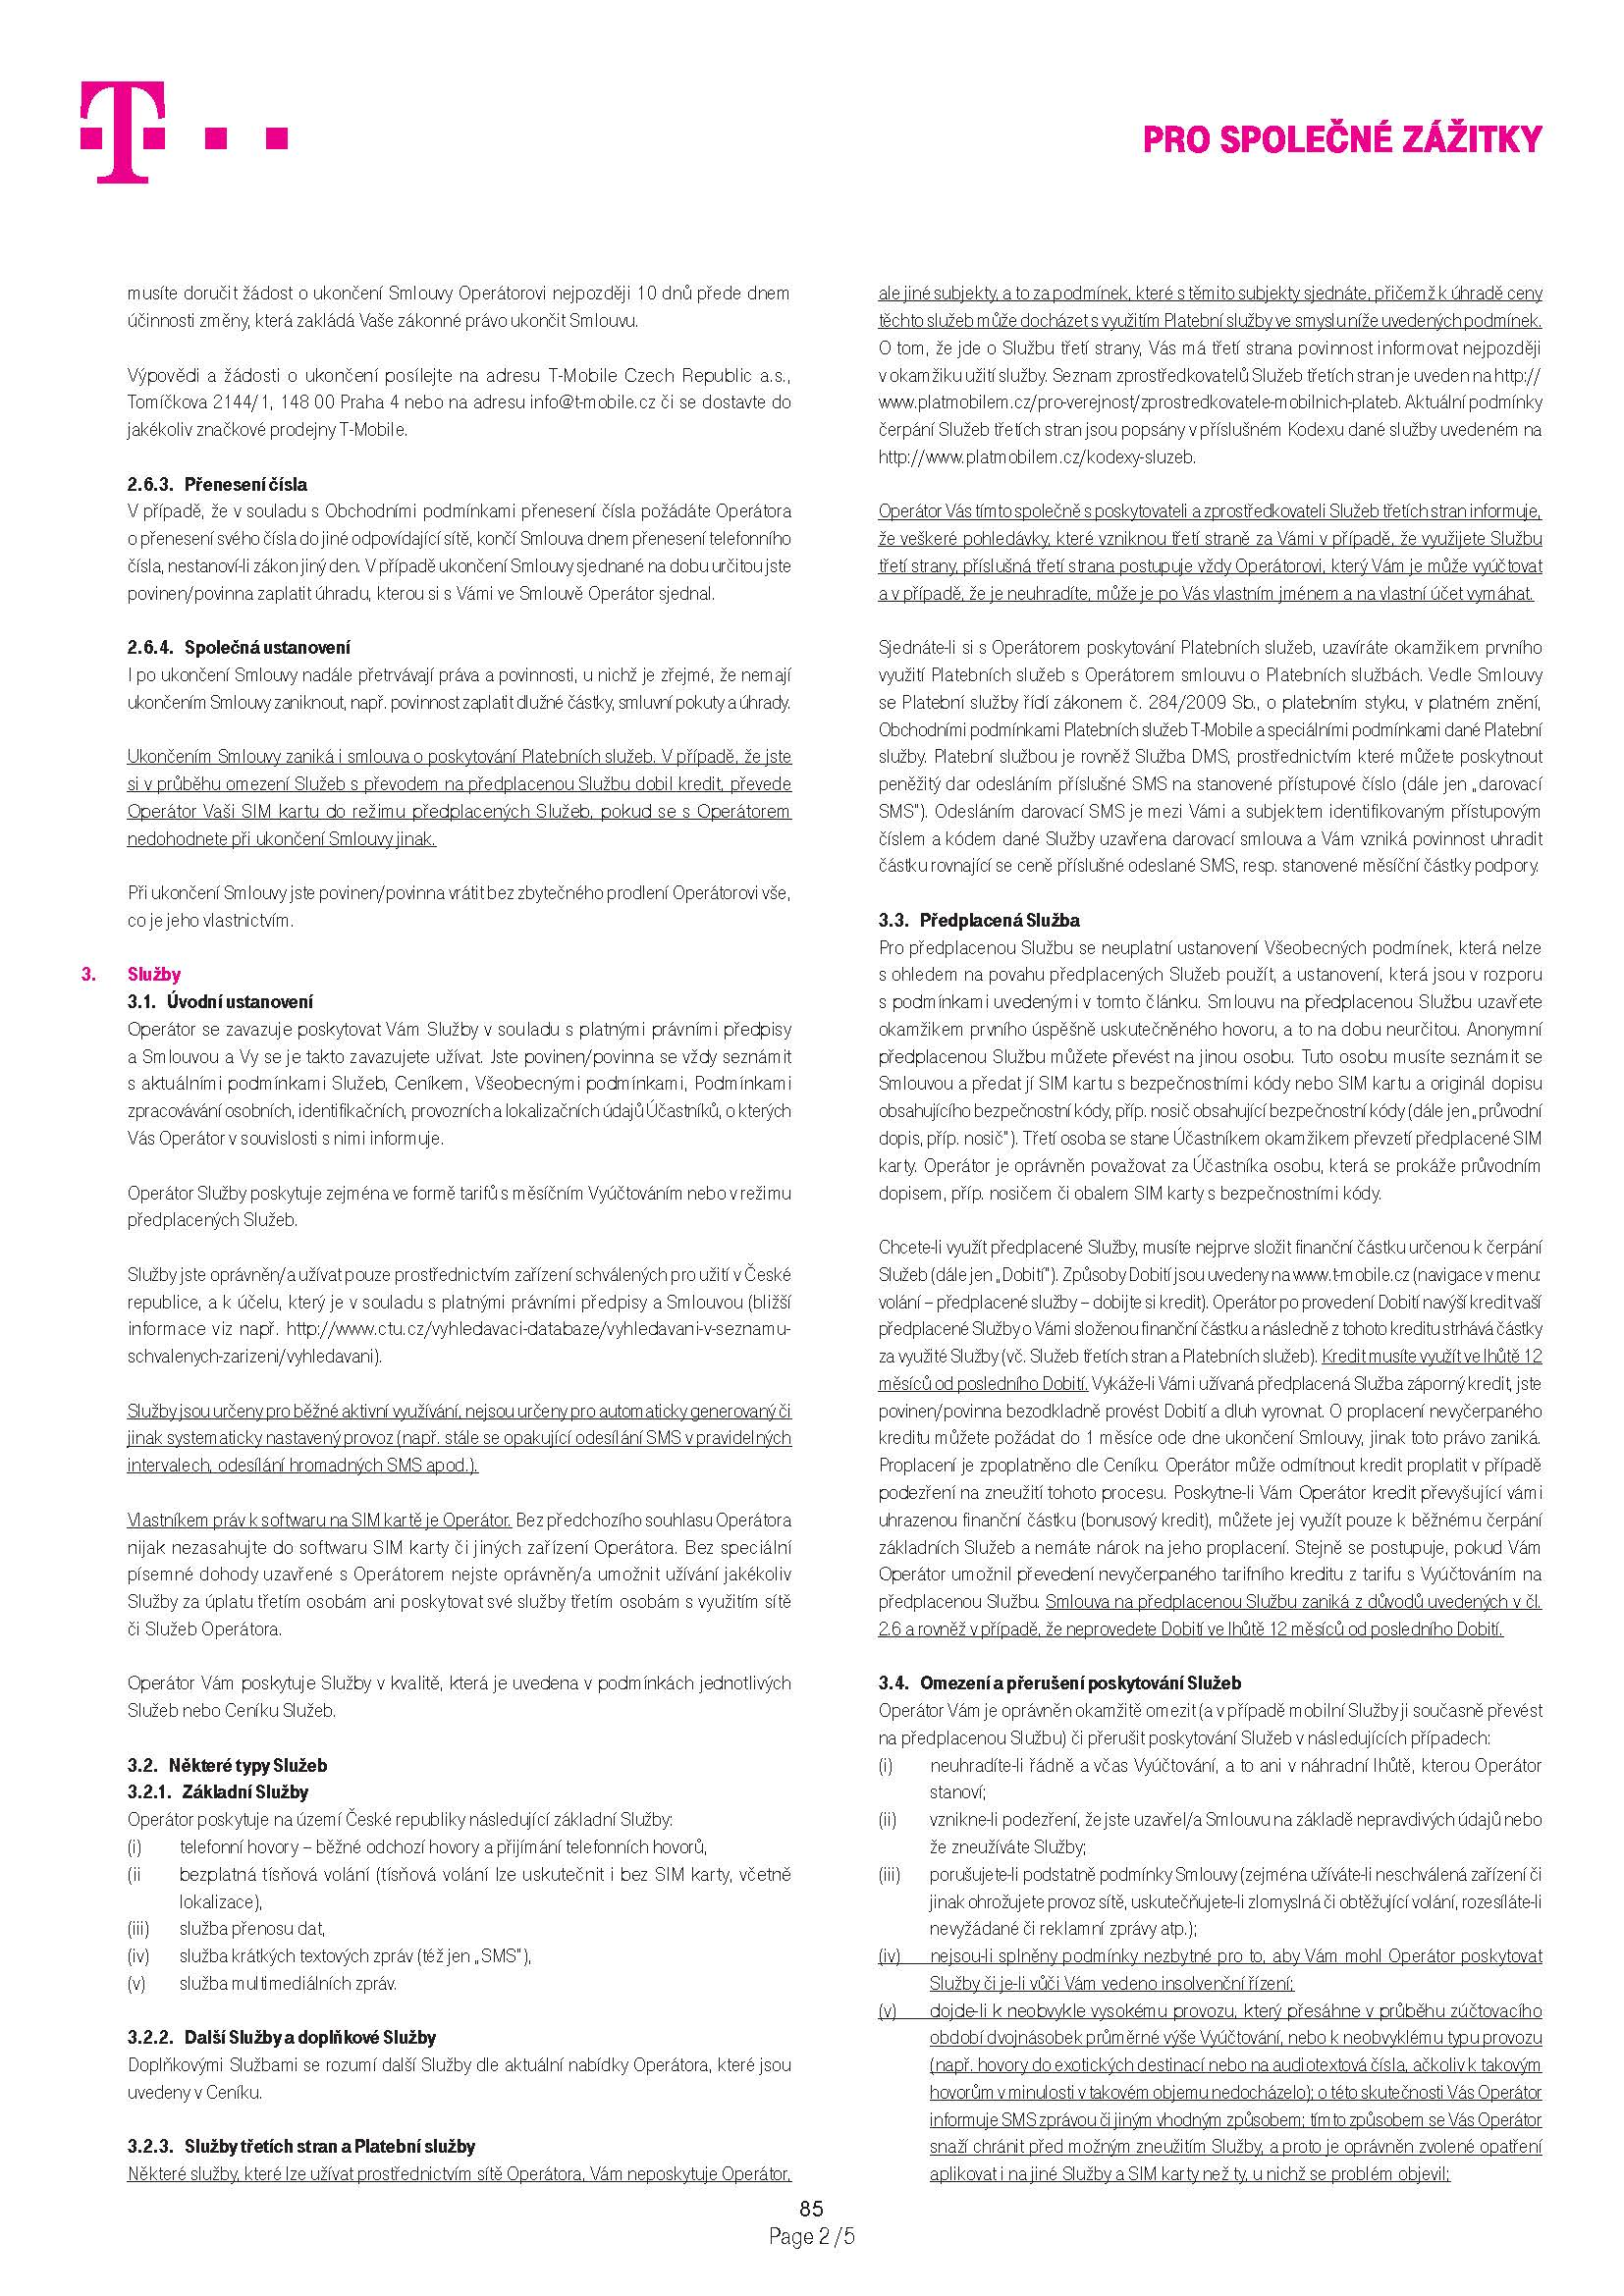 PRO SPOLEČNÉ ZÁŽITKY
musíte doručit žádost o ukončení Smlouvy Operátorovi nejpozději 10 dnů přede dnem
účinnosti změny, která zakládá Vaše zákonné právo ukončit Smlouvu.
Výpovědi a žádosti o ukončení posílejte na adresu T-Mobile Czech Republic a.s.,
Tomíčkova 2144/1, 148 00 Praha 4 nebo na adresu info@t-mobile.cz či se dostavte do
jakékoliv značkové prodejny T-Mobile.
2.6.3. Přenesení čísla
V případě, že v souladu s Obchodními podmínkami přenesení čísla požádáte Operátora
o přenesení svého čísla do jiné odpovídající sítě, končí Smlouva dnem přenesení telefonního
čísla, nestanoví-li zákon jiný den. V případě ukončení Smlouvy sjednané na dobu určitou jste
povinen/povinna zaplatit úhradu, kterou si s Vámi ve Smlouvě Operátor sjednal.
2.6.4. Společná ustanovení
I po ukončení Smlouvy nadále přetrvávají práva a povinnosti, u nichž je zřejmé, že nemají
ukončením Smlouvy zaniknout, např. povinnost zaplatit dlužné částky, smluvní pokuty a úhrady.
Ukončením Smlouvy zaniká i smlouva o poskytování Platebních služeb. V případě, že jste
si v průběhu omezení Služeb s převodem na předplacenou Službu dobil kredit, převede
Operátor Vaši SIM kartu do režimu předplacených Služeb, pokud se s Operátorem
nedohodnete při ukončení Smlouvy jinak.
Při ukončení Smlouvy jste povinen/povinna vrátit bez zbytečného prodlení Operátorovi vše,
co je jeho vlastnictvím.
3. Služby
3.1. Úvodní ustanovení
Operátor se zavazuje poskytovat Vám Služby v souladu s platnými právními předpisy
a Smlouvou a Vy se je takto zavazujete užívat. Jste povinen/povinna se vždy seznámit
s aktuálními podmínkami Služeb, Ceníkem, Všeobecnými podmínkami, Podmínkami
zpracovávání osobních, identifikačních, provozních a lokalizačních údajů Účastníků, o kterých
Vás Operátor v souvislosti s nimi informuje.
Operátor Služby poskytuje zejména ve formě tarifů s měsíčním Vyúčtováním nebo v režimu
předplacených Služeb.
Služby jste oprávněn/a užívat pouze prostřednictvím zařízení schválených pro užití v České
republice, a k účelu, který je v souladu s platnými právními předpisy a Smlouvou (bližší
informace viz např. http://www.ctu.cz/vyhledavaci-databaze/vyhledavani-v-seznamu-
schvalenych-zarizeni/vyhledavani).
Služby jsou určeny pro běžné aktivní využívání, nejsou určeny pro automaticky generovaný či
jinak systematicky nastavený provoz (např. stále se opakující odesílání SMS v pravidelných
intervalech, odesílání hromadných SMS apod.).
Vlastníkem práv k softwaru na SIM kartě je Operátor. Bez předchozího souhlasu Operátora
nijak nezasahujte do softwaru SIM karty či jiných zařízení Operátora. Bez speciální
písemné dohody uzavřené s Operátorem nejste oprávněn/a umožnit užívání jakékoliv
Služby za úplatu třetím osobám ani poskytovat své služby třetím osobám s využitím sítě
či Služeb Operátora.
Operátor Vám poskytuje Služby v kvalitě, která je uvedena v podmínkách jednotlivých
Služeb nebo Ceníku Služeb.
3.2. Některé typy Služeb
3.2.1. Základní Služby
Operátor poskytuje na území České republiky následující základní Služby:
(i) telefonní hovory – běžné odchozí hovory a přijímání telefonních hovorů,
(ii bezplatná tísňová volání (tísňová volání lze uskutečnit i bez SIM karty, včetně
lokalizace),
(iii) služba přenosu dat,
(iv) služba krátkých textových zpráv (též jen „SMS“),
(v) služba multimediálních zpráv.
3.2.2. Další Služby a doplňkové Služby
Doplňkovými Službami se rozumí další Služby dle aktuální nabídky Operátora, které jsou
uvedeny v Ceníku.
3.2.3. Služby třetích stran a Platební služby
Některé služby, které lze užívat prostřednictvím sítě Operátora, Vám neposkytuje Operátor,
ale jiné subjekty, a to za podmínek, které s těmito subjekty sjednáte, přičemž k úhradě ceny
těchto služeb může docházet s využitím Platební služby ve smyslu níže uvedených podmínek.
O tom, že jde o Službu třetí strany, Vás má třetí strana povinnost informovat nejpozději
v okamžiku užití služby. Seznam zprostředkovatelů Služeb třetích stran je uveden na http://
www.platmobilem.cz/pro-verejnost/zprostredkovatele-mobilnich-plateb. Aktuální podmínky
čerpání Služeb třetích stran jsou popsány v příslušném Kodexu dané služby uvedeném na
http://www.platmobilem.cz/kodexy-sluzeb.
Operátor Vás tímto společně s poskytovateli a zprostředkovateli Služeb třetích stran informuje,
že veškeré pohledávky, které vzniknou třetí straně za Vámi v případě, že využijete Službu
třetí strany, příslušná třetí strana postupuje vždy Operátorovi, který Vám je může vyúčtovat
a v případě, že je neuhradíte, může je po Vás vlastním jménem a na vlastní účet vymáhat.
Sjednáte-li si s Operátorem poskytování Platebních služeb, uzavíráte okamžikem prvního
využití Platebních služeb s Operátorem smlouvu o Platebních službách. Vedle Smlouvy
se Platební služby řídí zákonem č. 284/2009 Sb., o platebním styku, v platném znění,
Obchodními podmínkami Platebních služeb T-Mobile a speciálními podmínkami dané Platební
služby. Platební službou je rovněž Služba DMS, prostřednictvím které můžete poskytnout
peněžitý dar odesláním příslušné SMS na stanovené přístupové číslo (dále jen „darovací
SMS“). Odesláním darovací SMS je mezi Vámi a subjektem identifikovaným přístupovým
číslem a kódem dané Služby uzavřena darovací smlouva a Vám vzniká povinnost uhradit
částku rovnající se ceně příslušné odeslané SMS, resp. stanovené měsíční částky podpory.
3.3. Předplacená Služba
Pro předplacenou Službu se neuplatní ustanovení Všeobecných podmínek, která nelze
s ohledem na povahu předplacených Služeb použít, a ustanovení, která jsou v rozporu
s podmínkami uvedenými v tomto článku. Smlouvu na předplacenou Službu uzavřete
okamžikem prvního úspěšně uskutečněného hovoru, a to na dobu neurčitou. Anonymní
předplacenou Službu můžete převést na jinou osobu. Tuto osobu musíte seznámit se
Smlouvou a předat jí SIM kartu s bezpečnostními kódy nebo SIM kartu a originál dopisu
obsahujícího bezpečnostní kódy, příp. nosič obsahující bezpečnostní kódy (dále jen „průvodní
dopis, příp. nosič“). Třetí osoba se stane Účastníkem okamžikem převzetí předplacené SIM
karty. Operátor je oprávněn považovat za Účastníka osobu, která se prokáže průvodním
dopisem, příp. nosičem či obalem SIM karty s bezpečnostními kódy.
Chcete-li využít předplacené Služby, musíte nejprve složit finanční částku určenou k čerpání
Služeb (dále jen „Dobití“). Způsoby Dobití jsou uvedeny na www.t-mobile.cz (navigace v menu:
volání – předplacené služby – dobijte si kredit). Operátor po provedení Dobití navýší kredit vaší
předplacené Služby o Vámi složenou finanční částku a následně z tohoto kreditu strhává částky
za využité Služby (vč. Služeb třetích stran a Platebních služeb). Kredit musíte využít ve lhůtě 12
měsíců od posledního Dobití. Vykáže-li Vámi užívaná předplacená Služba záporný kredit, jste
povinen/povinna bezodkladně provést Dobití a dluh vyrovnat. O proplacení nevyčerpaného
kreditu můžete požádat do 1 měsíce ode dne ukončení Smlouvy, jinak toto právo zaniká.
Proplacení je zpoplatněno dle Ceníku. Operátor může odmítnout kredit proplatit v případě
podezření na zneužití tohoto procesu. Poskytne-li Vám Operátor kredit převyšující vámi
uhrazenou finanční částku (bonusový kredit), můžete jej využít pouze k běžnému čerpání
základních Služeb a nemáte nárok na jeho proplacení. Stejně se postupuje, pokud Vám
Operátor umožnil převedení nevyčerpaného tarifního kreditu z tarifu s Vyúčtováním na
předplacenou Službu. Smlouva na předplacenou Službu zaniká z důvodů uvedených v čl.
2.6 a rovněž v případě, že neprovedete Dobití ve lhůtě 12 měsíců od posledního Dobití.
3.4. Omezení a přerušení poskytování Služeb
Operátor Vám je oprávněn okamžitě omezit (a v případě mobilní Služby ji současně převést
na předplacenou Službu) či přerušit poskytování Služeb v následujících případech:
(i) neuhradíte-li řádně a včas Vyúčtování, a to ani v náhradní lhůtě, kterou Operátor
stanoví;
(ii) vznikne-li podezření, že jste uzavřel/a Smlouvu na základě nepravdivých údajů nebo
že zneužíváte Služby;
(iii) porušujete-li podstatně podmínky Smlouvy (zejména užíváte-li neschválená zařízení či
jinak ohrožujete provoz sítě, uskutečňujete-li zlomyslná či obtěžující volání, rozesíláte-li
nevyžádané či reklamní zprávy atp.);
(iv) nejsou-li splněny podmínky nezbytné pro to, aby Vám mohl Operátor poskytovat
Služby či je-li vůči Vám vedeno insolvenční řízení;
(v) dojde-li k neobvykle vysokému provozu, který přesáhne v průběhu zúčtovacího
období dvojnásobek průměrné výše Vyúčtování, nebo k neobvyklému typu provozu
(např. hovory do exotických destinací nebo na audiotextová čísla, ačkoliv k takovým
hovorům v minulosti v takovém objemu nedocházelo); o této skutečnosti Vás Operátor
informuje SMS zprávou či jiným vhodným způsobem; tímto způsobem se Vás Operátor
snaží chránit před možným zneužitím Služby, a proto je oprávněn zvolené opatření
aplikovat i na jiné Služby a SIM karty než ty, u nichž se problém objevil;
85
Page 2 /5